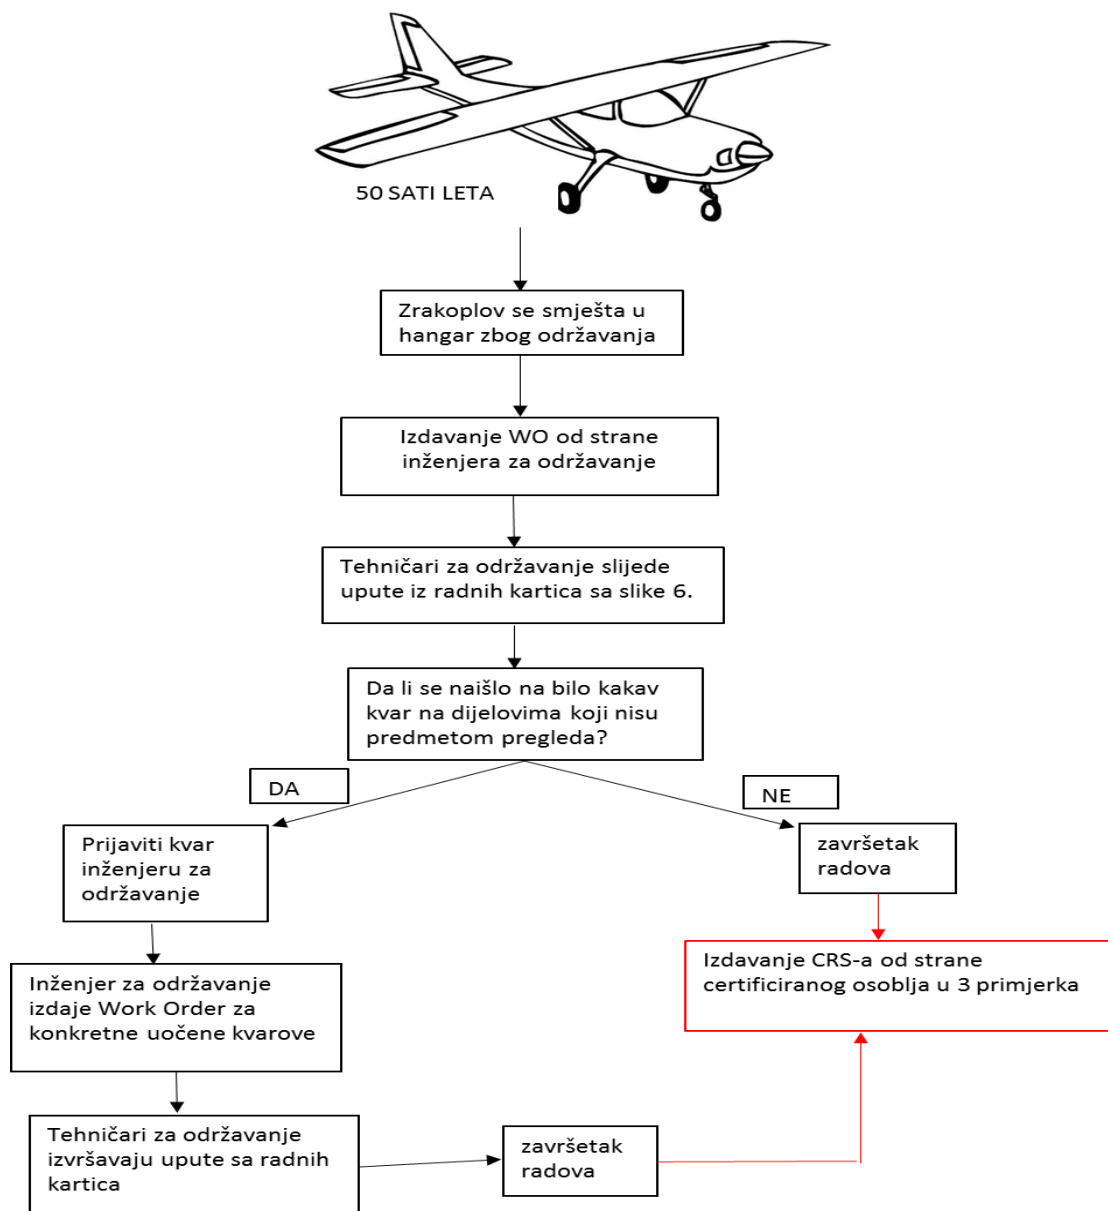 50 SATI LETA
Zrakoplov se smješta u
hangar zbog održavanja
Izdavanje WO od strane
inženjera za održavanje
Tehničari za održavanje slijede
upute iz radnih kartica sa slike 6.
Da li se naišlo na bilo kakav
kvar na dijelovima koji nisu
predmetom pregleda?
DA
NE
Prijaviti kvar
inženjeru za
održavanje
završetak
radova
Inženjer za održavanje
izdaje Work Order za
konkretne uočene kvarove
Izdavanje CRS-a od strane
certificiranog osoblja u 3 primjerka
Tehničari za održavanje
izvršavaju upute sa radnih
kartica
završetak
radova